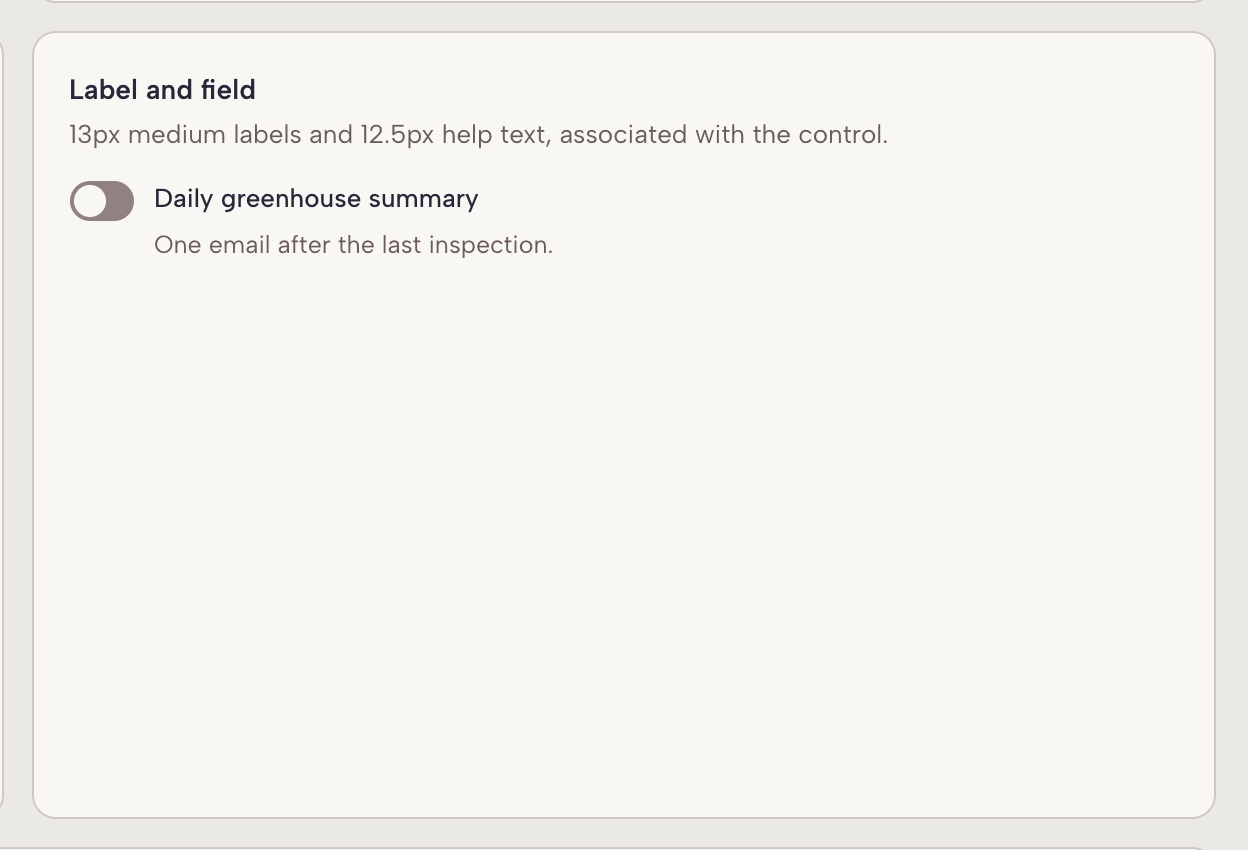 Label and field
13px medium labels and 12.5px help text, associated with the control.
Daily greenhouse summary
One email after the last inspection.